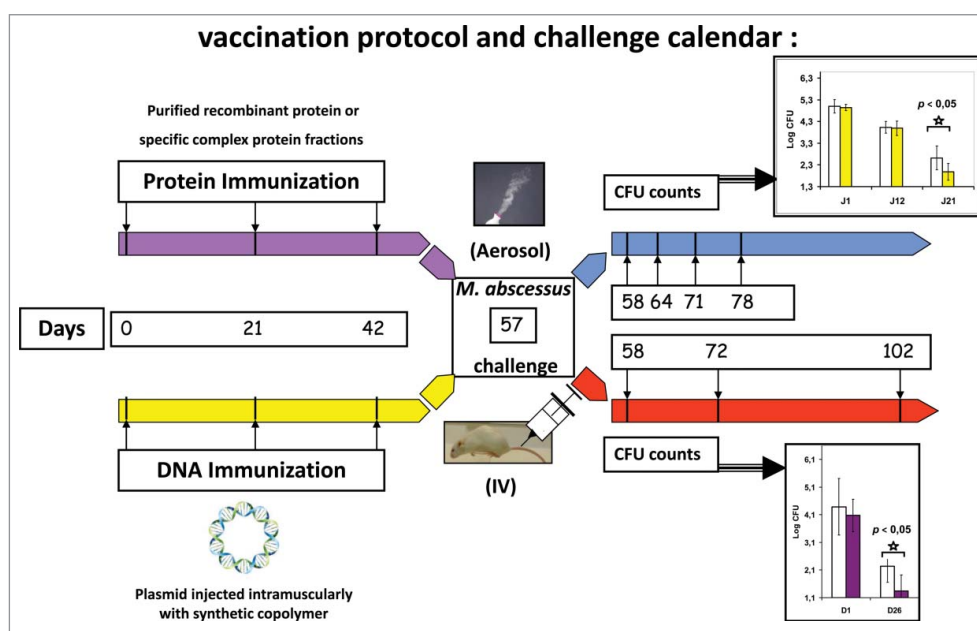 vaccination protocol and challenge calendar :
Purified recombinant protein or
specific complex protein fractions
Protein Immunization
(Aerosol)
CFU counts
Log CFU
6,3
5,3
4,3
3,3
2,3
1,3
p < 0,05
J1 J12 J21
M. abscessus
57
challenge
58 64 71 78
Days
0 21 42
58 72 102
DNA Immunization
(IV)
CFU counts
Plasmid injected intramuscularly
with synthetic copolymer
Log CFU
6,1
5,1
4,1
3,1
2,1
1,1
p < 0,05
D1 D26